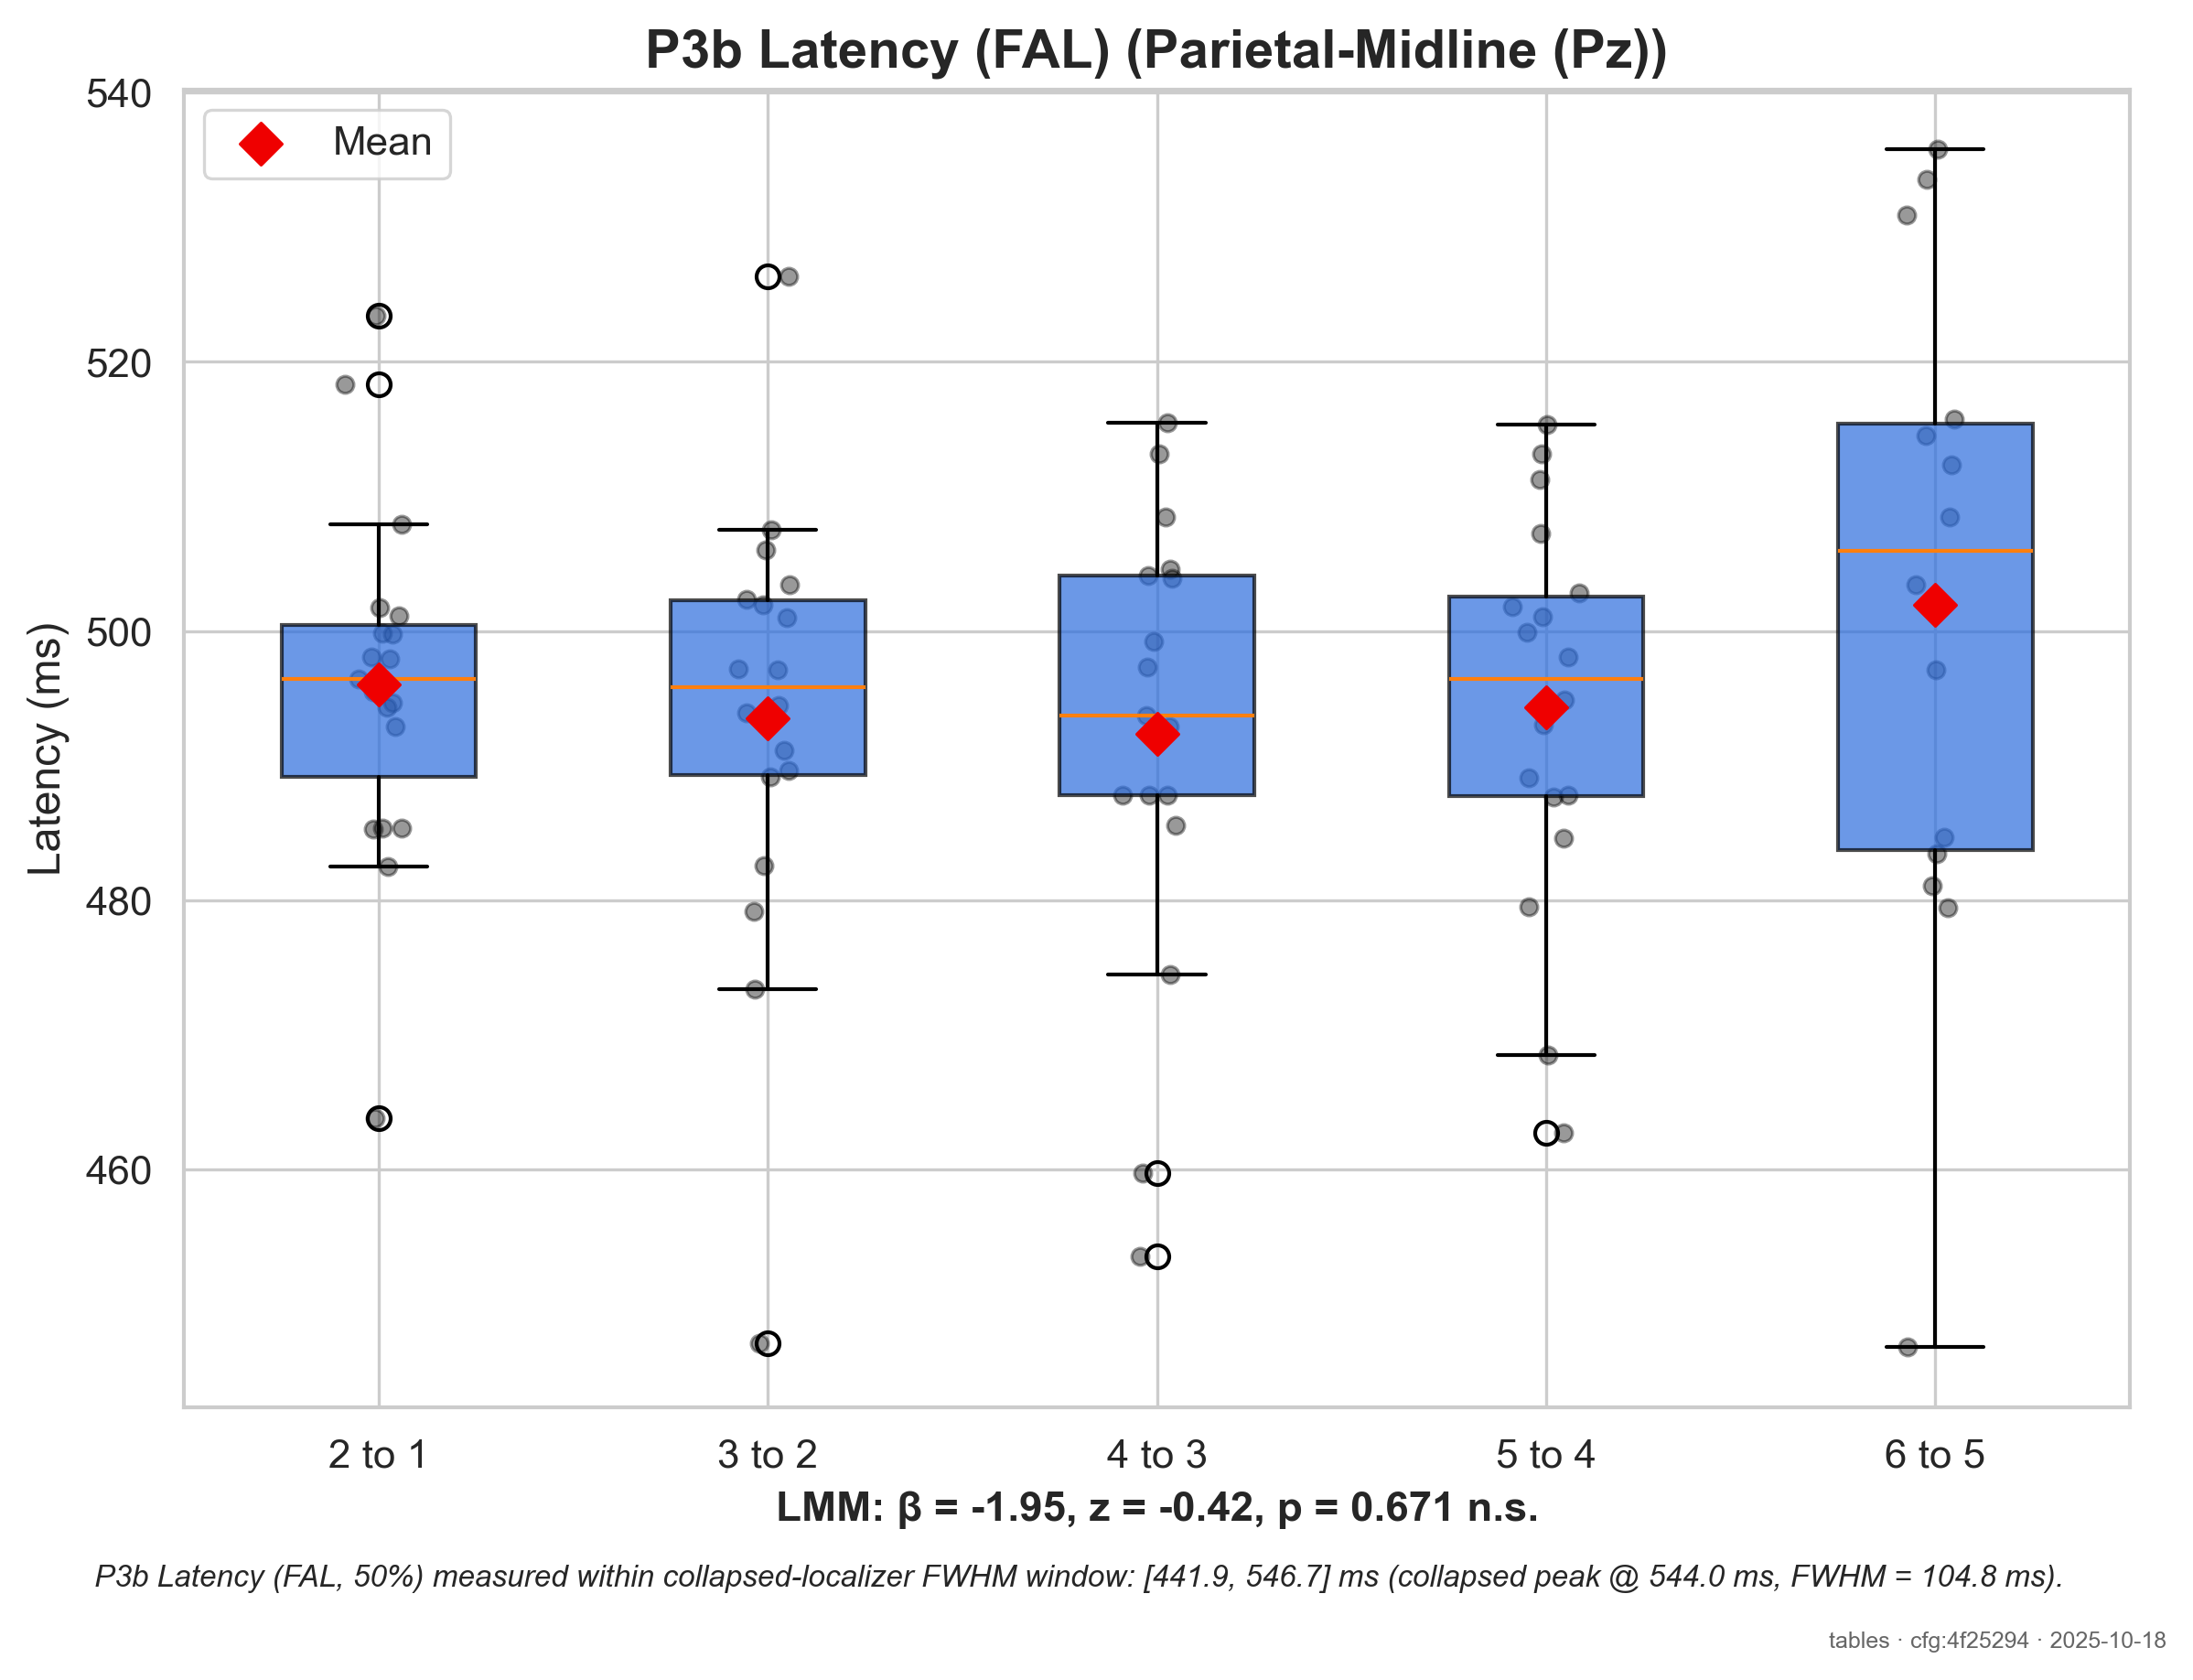 P3b Latency (FAL) (Parietal-Midline (Pz))
Mean
Latency (ms)
540
520
500
480
460
2 to 1
3 to 2
4 to 3
5 to 4
6 to 5
LMM: β = -1.95, z = -0.42, p = 0.671 n.s.
P3b Latency (FAL, 50%) measured within collapsed-localizer FWHM window: [441.9, 546.7] ms (collapsed peak @ 544.0 ms, FWHM = 104.8 ms).
tables · cfg:4f25294 · 2025-10-18